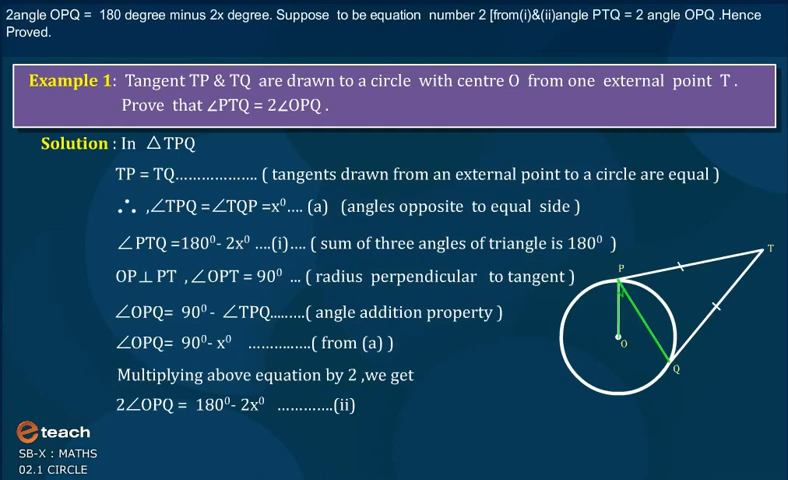 2angle OPQ = 180 degree minus 2x degree. Suppose to be equation number 2 [from(i)&(ii)angle PTQ = 2 angle OPQ .Hence
Proved.
Example 1: Tangent TP & TQ are drawn to a circle with centre O from one external point T .
Prove that ∠PTQ = 2∠OPQ .
Solution : In △TPQ
TP = TQ................... ( tangents drawn from an external point to a circle are equal )
∴ ,∠TPQ =∠TQP =x⁰.... (a) (angles opposite to equal side )
∠PTQ =180⁰- 2x⁰ ....(i).... ( sum of three angles of triangle is 180⁰ )
OP⊥PT , ∠OPT = 90⁰ ... ( radius perpendicular to tangent )
∠OPQ= 90⁰ - ∠TPQ.........( angle addition property )
∠OPQ= 90⁰- x⁰ ...............( from (a) )
Multiplying above equation by 2 ,we get
2∠OPQ = 180⁰- 2x⁰ .............(ii)
T
P
O
Q
eteach
SB-X : MATHS
02.1 CIRCLE